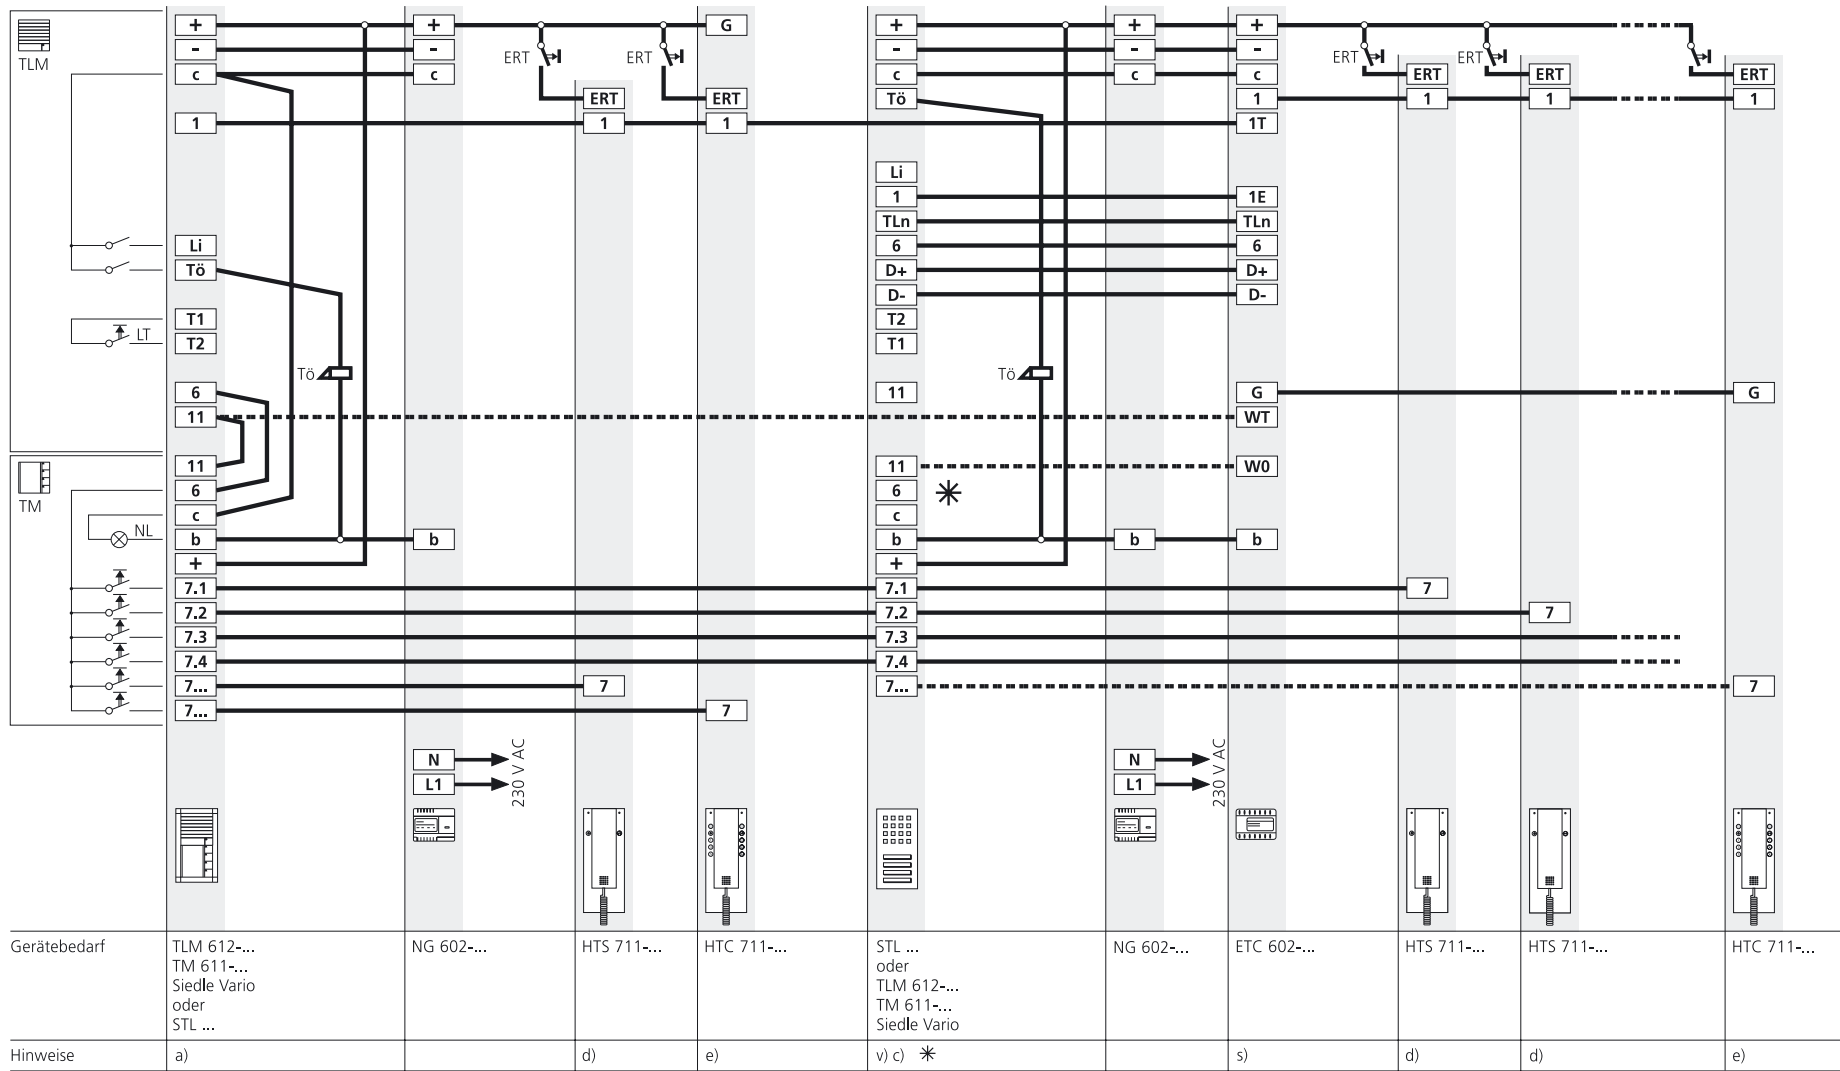 TLM + + G + + +
- - ERT ERT - - - ERT ERT
c c c c c ERT ERT ERT
ERT ERT Tö 1 1 1 1
1 1 1 1T
Li
1 1E
TLn TLn
Li 6 6
Tö D+ D+
D- D-
T1 T2
LT T2 T1
Tö Tö
6 11 G G
11 WT
11 11 W0
TM 6 6 ✳
c c
NL b b b b b
+ +
7.1 7.1 7
7.2 7.2 7
7.3 7.3
7.4 7.4
7... 7 7... 7
7... 7
N N
L1 L1
230 V AC 230 V AC
Gerätebedarf TLM 612-... NG 602-... HTS 711-... HTC 711-... STL ... NG 602-... ETC 602-... HTS 711-... HTS 711-... HTC 711-...
TM 611-... oder
Siedle Vario TLM 612-...
oder TM 611-...
STL ... Siedle Vario
Hinweise a) d) e) v) c) ✳ s) d) d) e)